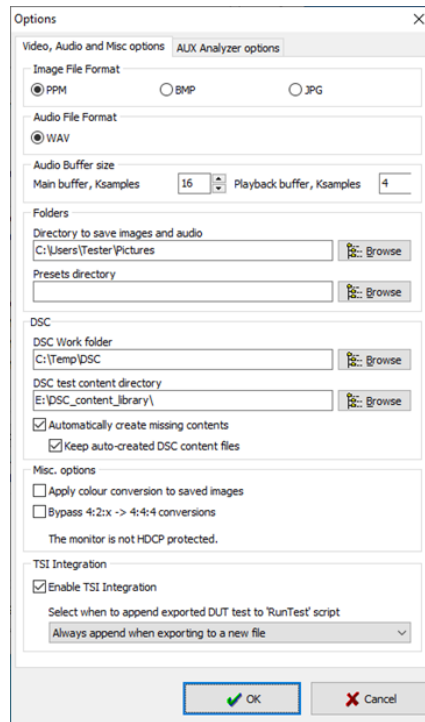 Options
Video, Audio and Misc options AUX Analyzer options
Image File Format
PPM BMP JPG
Audio File Format
WAV
Audio Buffer size
Main buffer, Ksamples 16 Playback buffer, Ksamples 4
Folders
Directory to save images and audio
C:\Users\Tester\Pictures Browse
Presets directory
Browse
DSC
DSC Work folder
C:\Temp\DSC Browse
DSC test content directory
E:\DSC_content_library\ Browse
Automatically create missing contents
Keep auto-created DSC content files
Misc. options
Apply colour conversion to saved images
Bypass 4:2:x -> 4:4:4 conversions
The monitor is not HDCP protected.
TSI Integration
Enable TSI Integration
Select when to append exported DUT test to 'RunTest' script
Always append when exporting to a new file
OK Cancel